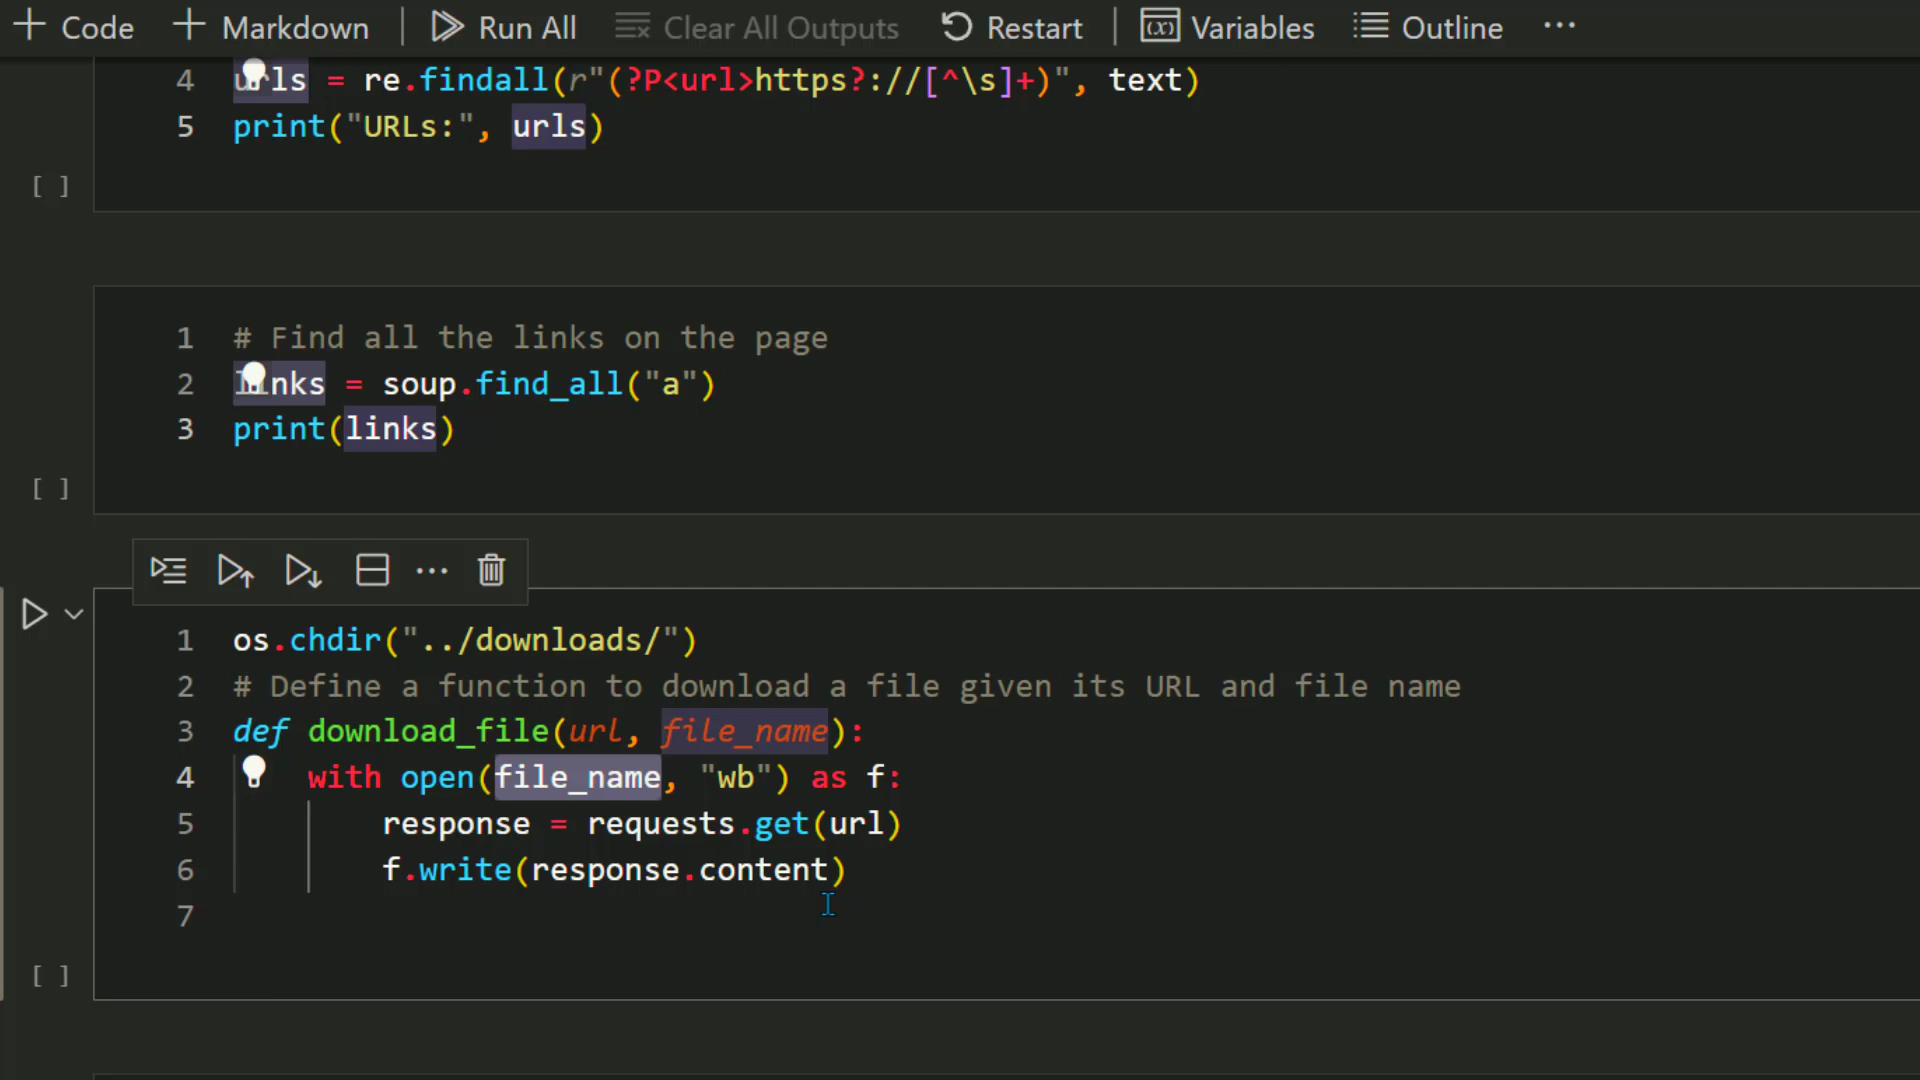 Code Markdown Run All Clear All Outputs Restart Variables Outline ...
4 urls = re.findall(r"(?P<url>https?://[^\s]+)", text)
5 print("URLs:", urls)
[ ]
1 # Find all the links on the page
2 links = soup.find_all("a")
3 print(links)
[ ]
1 os.chdir("../downloads/")
2 # Define a function to download a file given its URL and file name
3 def download_file(url, file_name):
4 with open(file_name, "wb") as f:
5 response = requests.get(url)
6 f.write(response.content)
7
[ ]